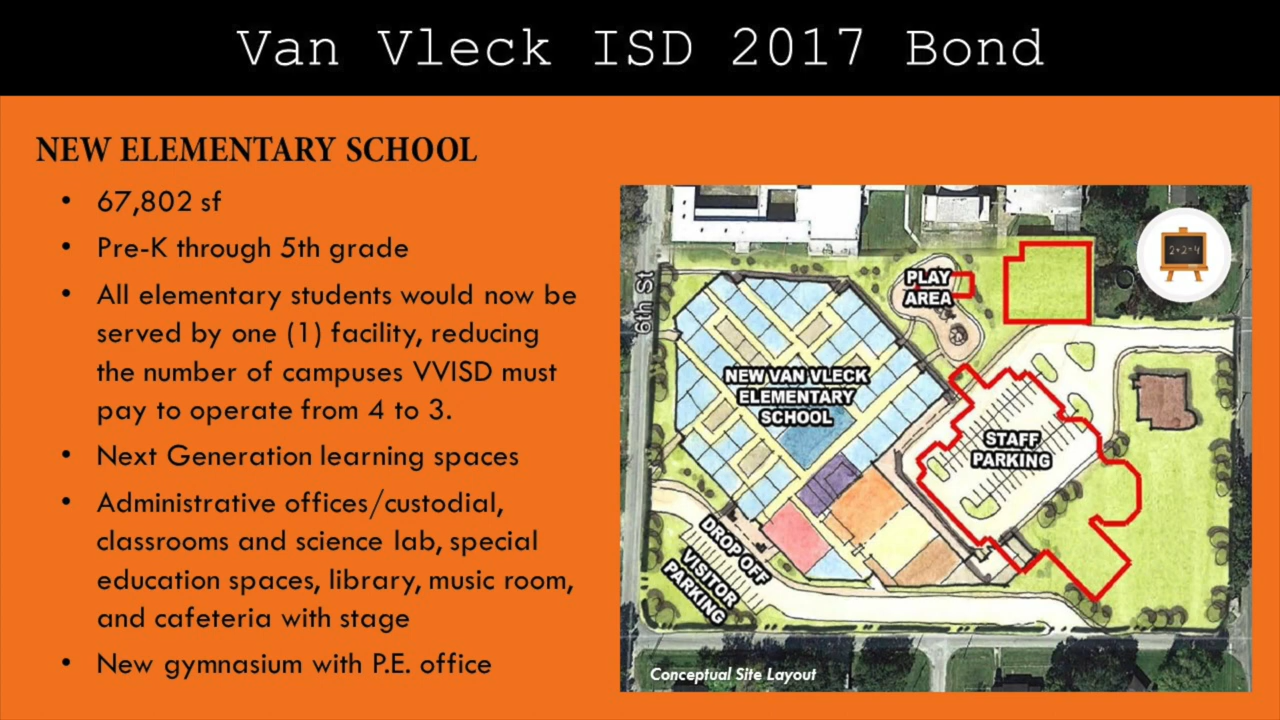 Van Vleck ISD 2017 Bond
NEW ELEMENTARY SCHOOL
• 67,802 sf
• Pre-K through 5th grade
• All elementary students would now be
served by one (1) facility, reducing
the number of campuses VVISD must
pay to operate from 4 to 3.
• Next Generation learning spaces
• Administrative offices/custodial,
classrooms and science lab, special
education spaces, library, music room,
and cafeteria with stage
• New gymnasium with P.E. office
2+2=4
6th St
PLAY
AREA
NEW VAN VLECK
ELEMENTARY
SCHOOL
STAFF
PARKING
DROP OFF
VISITOR
PARKING
Conceptual Site Layout